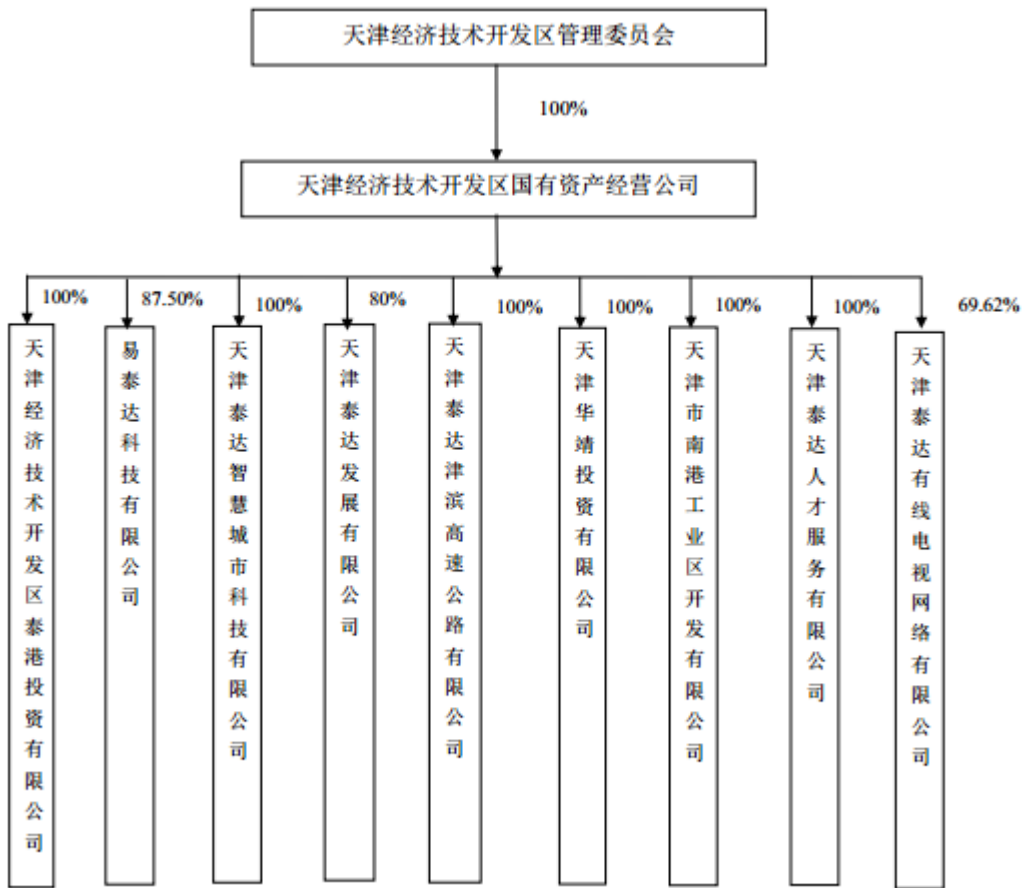 天津经济技术开发区管理委员会
100%
天津经济技术开发区国有资产经营公司
100%
87.50%
100%
80%
100%
100%
100%
100%
69.62%
天津经济技术开发区泰港投资有限公司
易泰达科技有限公司
天津泰达智慧城市科技有限公司
天津泰达发展有限公司
天津泰达津滨高速公路有限公司
天津华靖投资有限公司
天津市南港工业区开发有限公司
天津泰达人才服务有限公司
天津泰达有线电视网络有限公司